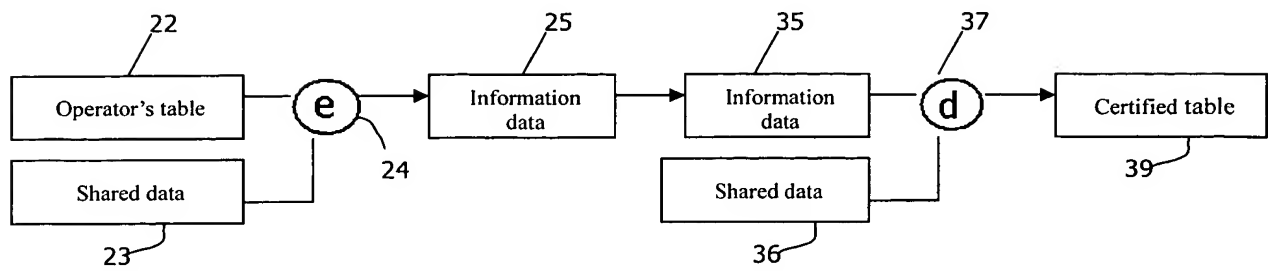 22
25
35
37
Operator's table
e
Information
data
Information
data
d
Certified table
24
39
Shared data
Shared data
23
36